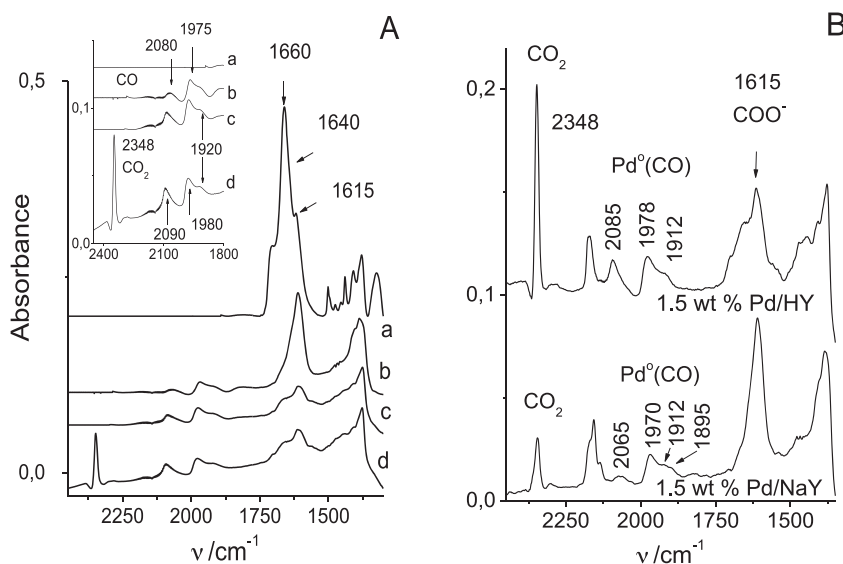 A
0,5
2080
1975
a
CO
b
0,1
c
2348
1920
CO₂
d
1980
2090
0,0
2400
2100
1800
1660
1640
1615
Absorbance
a
b
c
d
0,0
2250
2000
1750
1500
ν /cm⁻¹
B
CO₂
0,2
2348
1615
COO⁻
Pd°(CO)
2085
1978
1912
0,1
1.5 wt % Pd/HY
Pd°(CO)
CO₂
2065
1970
1912
1895
0,0
1.5 wt % Pd/NaY
2250
2000
1750
1500
ν /cm⁻¹